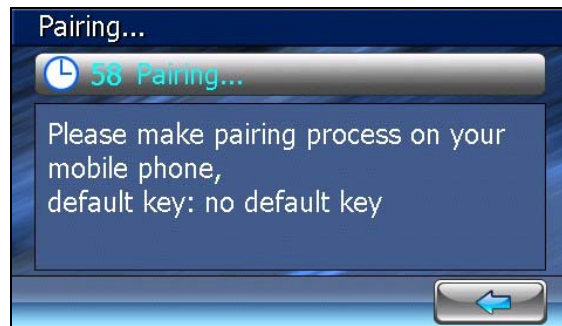 Pairing...
58 Pairing...
Please make pairing process on your
mobile phone,
default key: no default key